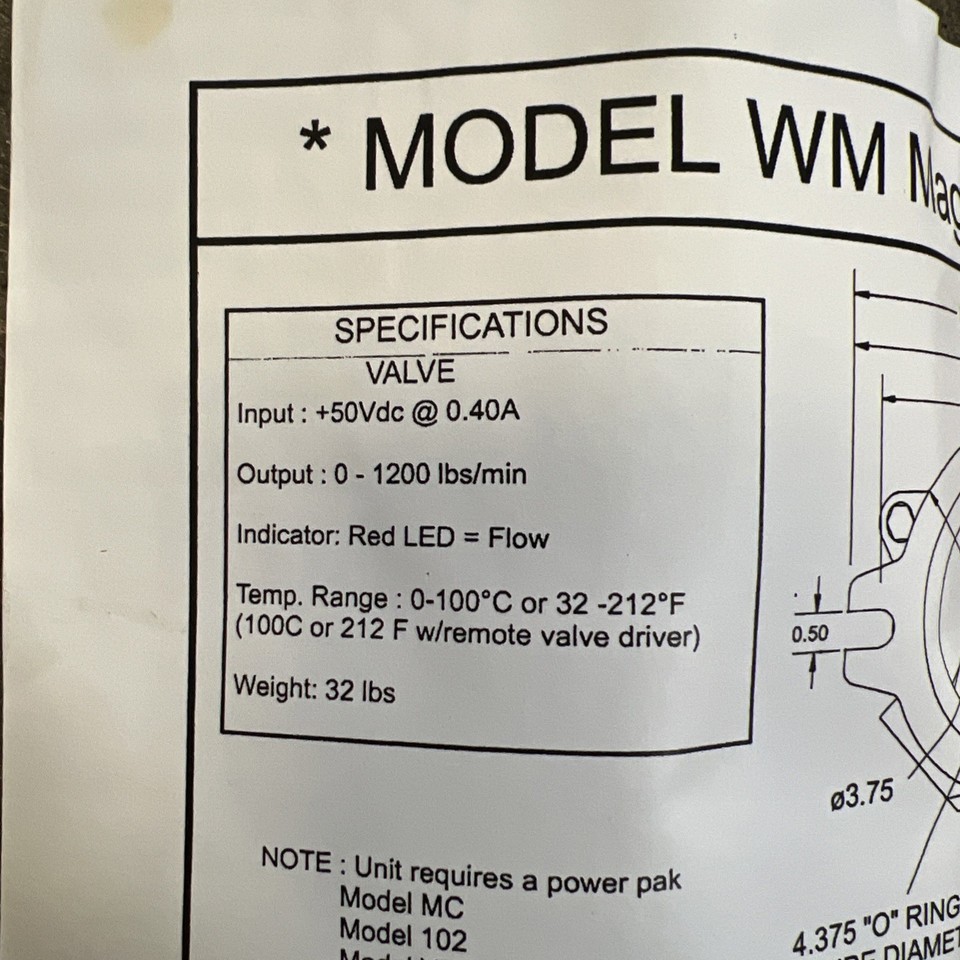 * MODEL WM Mag
SPECIFICATIONS
VALVE
Input : +50Vdc @ 0.40A
Output : 0 - 1200 lbs/min
Indicator: Red LED = Flow
Temp. Range : 0-100°C or 32 -212°F
(100C or 212 F w/remote valve driver)
Weight: 32 lbs
0.50
ø3.75
NOTE : Unit requires a power pak
Model MC
Model 102
4.375 "O" RING